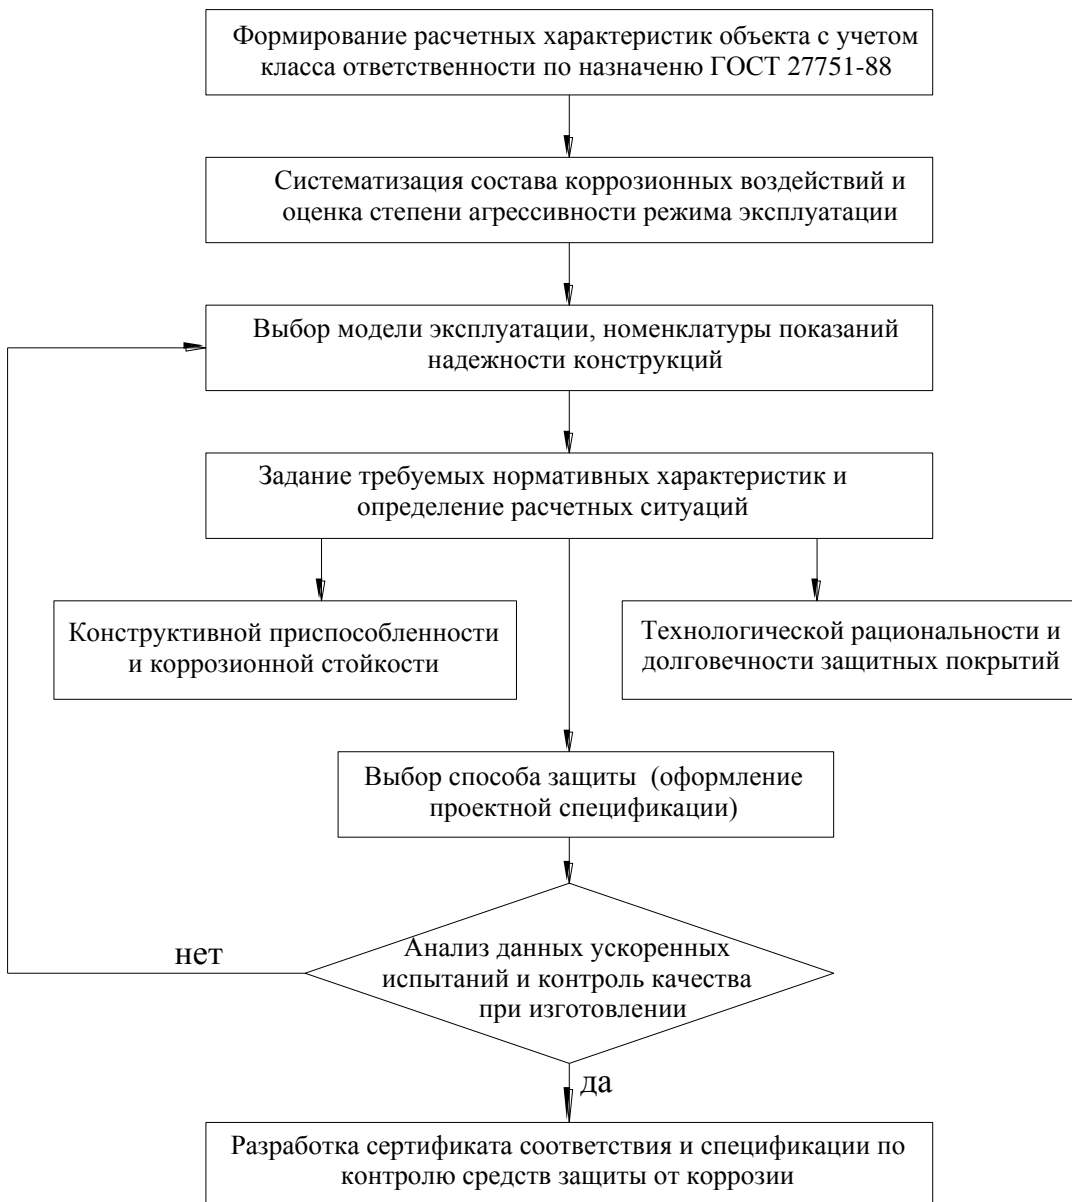 Формирование расчетных характеристик объекта с учетом
класса ответственности по назначеню ГОСТ 27751-88
Систематизация состава коррозионных воздействий и
оценка степени агрессивности режима эксплуатации
Выбор модели эксплуатации, номенклатуры показаний
надежности конструкций
Задание требуемых нормативных характеристик и
определение расчетных ситуаций
Конструктивной приспособленности
и коррозионной стойкости
Технологической рациональности и
долговечности защитных покрытий
Выбор способа защиты (оформление
проектной спецификации)
нет
Анализ данных ускоренных
испытаний и контроль качества
при изготовлении
да
Разработка сертификата соответствия и спецификации по
контролю средств защиты от коррозии